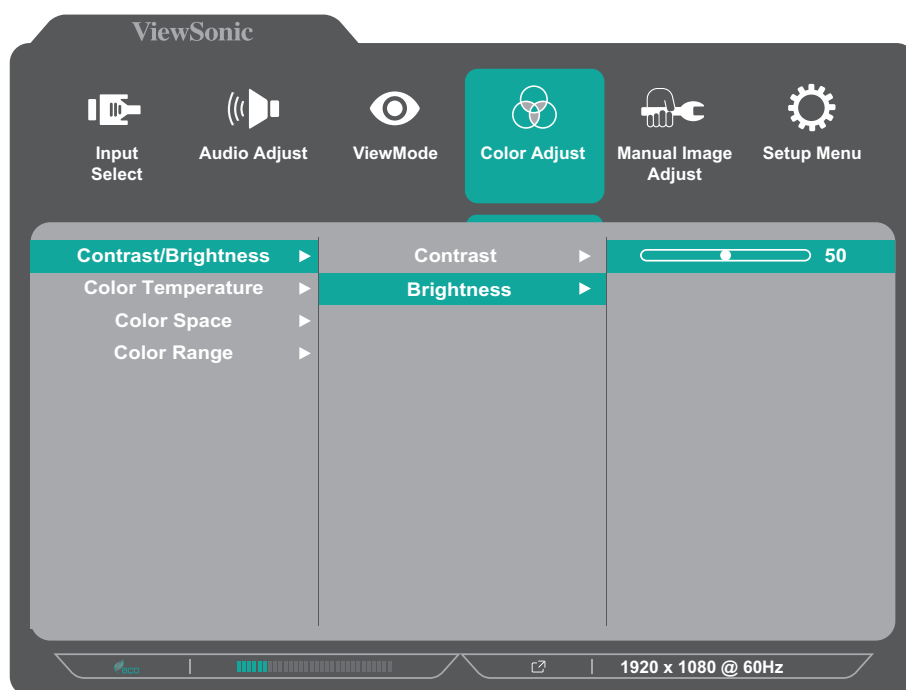 ViewSonic
Input
Select
Audio Adjust
ViewMode
Color Adjust
Manual Image
Adjust
Setup Menu
Contrast/Brightness
Color Temperature
Color Space
Color Range
Contrast
Brightness
50
eco
1920 x 1080 @ 60Hz